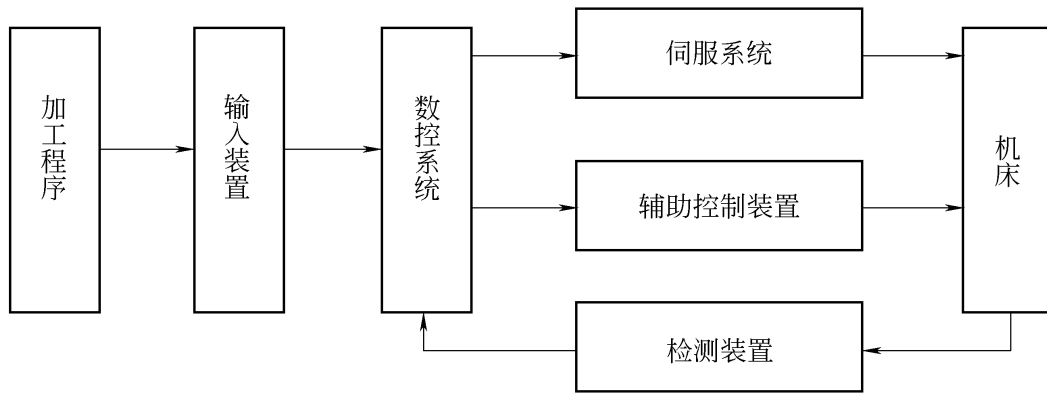 加工程序
输入装置
数控系统
伺服系统
辅助控制装置
检测装置
机床